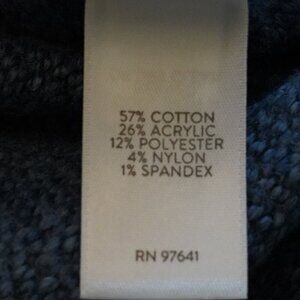 57% COTTON
26% ACRYLIC
12% POLYESTER
4% NYLON
1% SPANDEX
RN 97641